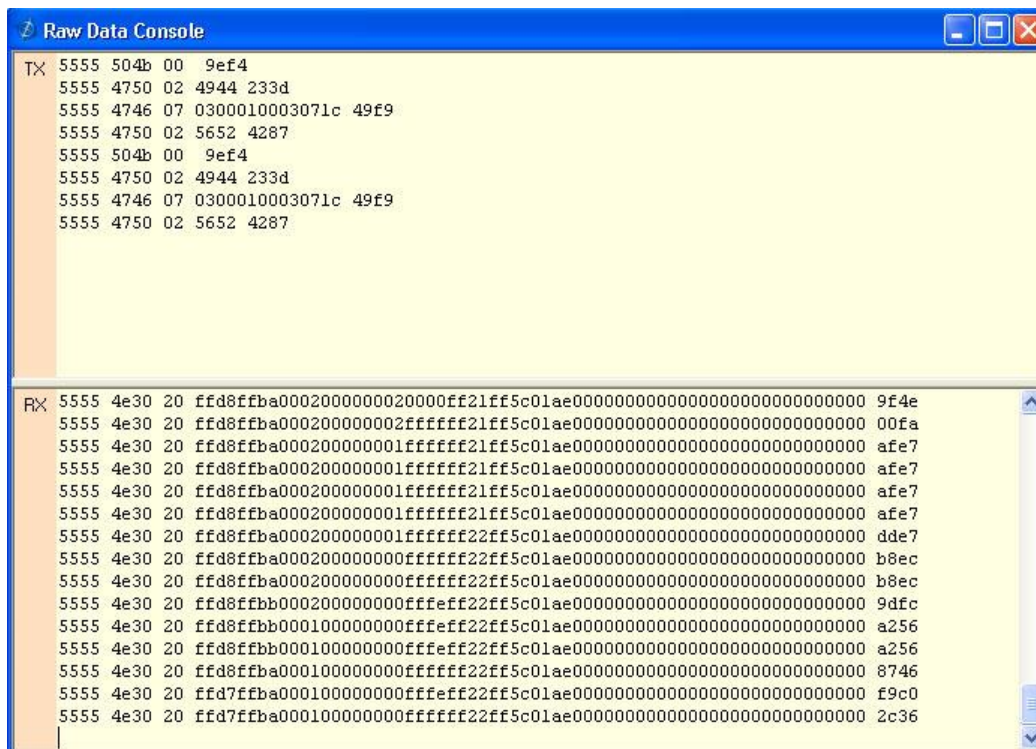 Raw Data Console
TX
5555 504b 00  9ef4
5555 4750 02 4944 233d
5555 4746 07 0300010003071c 49f9
5555 4750 02 5652 4287
5555 504b 00  9ef4
5555 4750 02 4944 233d
5555 4746 07 0300010003071c 49f9
5555 4750 02 5652 4287
RX
5555 4e30 20 ffd8ffba0002000000020000ff21ff5c01ae0000000000000000000000000000 9f4e
5555 4e30 20 ffd8ffba000200000002ffffff21ff5c01ae0000000000000000000000000000 00fa
5555 4e30 20 ffd8ffba000200000001ffffff21ff5c01ae0000000000000000000000000000 afe7
5555 4e30 20 ffd8ffba000200000001ffffff21ff5c01ae0000000000000000000000000000 afe7
5555 4e30 20 ffd8ffba000200000001ffffff21ff5c01ae0000000000000000000000000000 afe7
5555 4e30 20 ffd8ffba000200000001ffffff21ff5c01ae0000000000000000000000000000 afe7
5555 4e30 20 ffd8ffba000200000001ffffff22ff5c01ae0000000000000000000000000000 dde7
5555 4e30 20 ffd8ffba000200000000ffffff22ff5c01ae0000000000000000000000000000 b8ec
5555 4e30 20 ffd8ffba000200000000ffffff22ff5c01ae0000000000000000000000000000 b8ec
5555 4e30 20 ffd8ffbb000200000000fffeff22ff5c01ae0000000000000000000000000000 9dfc
5555 4e30 20 ffd8ffbb000100000000fffeff22ff5c01ae0000000000000000000000000000 a256
5555 4e30 20 ffd8ffbb000100000000fffeff22ff5c01ae0000000000000000000000000000 a256
5555 4e30 20 ffd8ffba000100000000ffffff22ff5c01ae0000000000000000000000000000 8746
5555 4e30 20 ffd7ffba000100000000fffeff22ff5c01ae0000000000000000000000000000 f9c0
5555 4e30 20 ffd7ffba000100000000ffffff22ff5c01ae0000000000000000000000000000 2c36